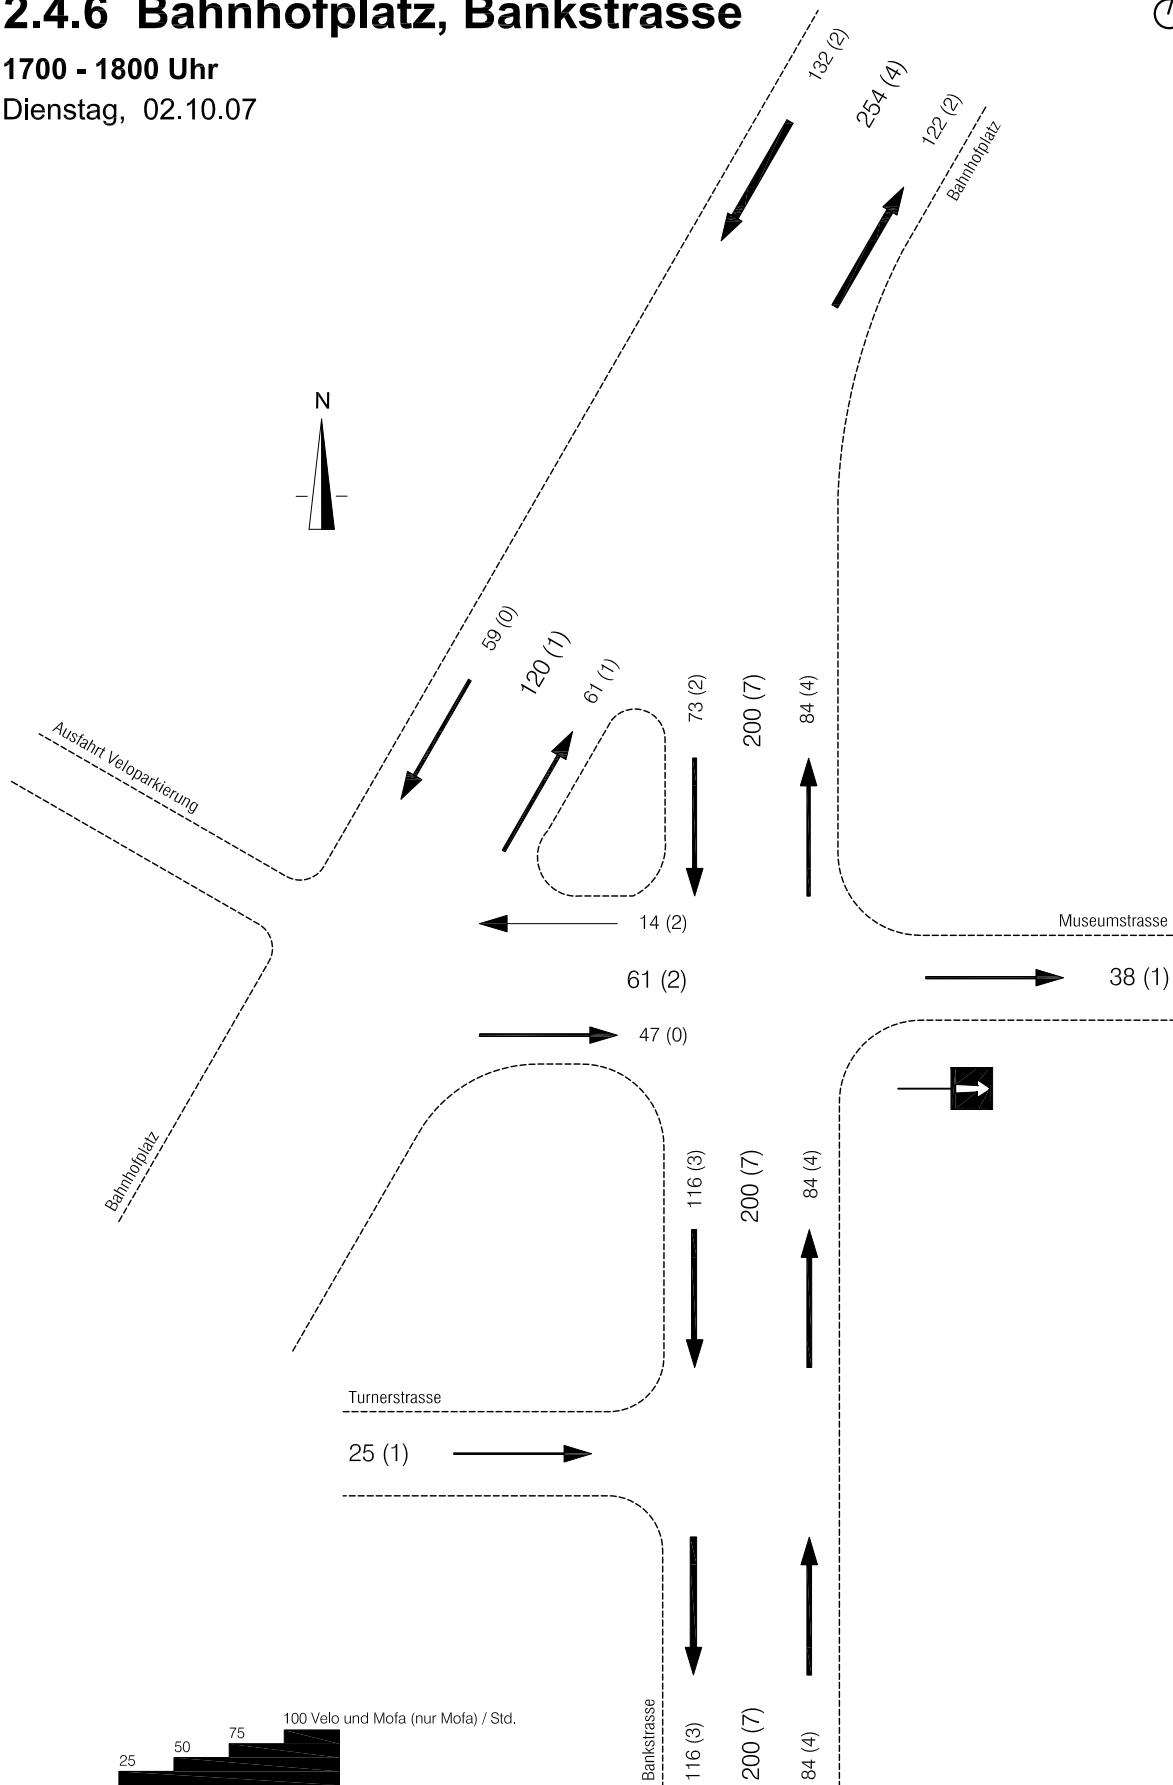 2.4.6 Bahnhofplatz, Bankstrasse
1700 - 1800 Uhr
Dienstag, 02.10.07
132 (2)
254 (4)
122 (2)
Bahnhofplatz
N
59 (0)
120 (1)
61 (1)
73 (2)
200 (7)
84 (4)
Ausfahrt Veloparkierung
14 (2)
Museumstrasse
61 (2)
38 (1)
47 (0)
Bahnhofplatz
116 (3)
200 (7)
84 (4)
Turnerstrasse
25 (1)
Bankstrasse
116 (3)
200 (7)
84 (4)
100 Velo und Mofa (nur Mofa) / Std.
75
50
25